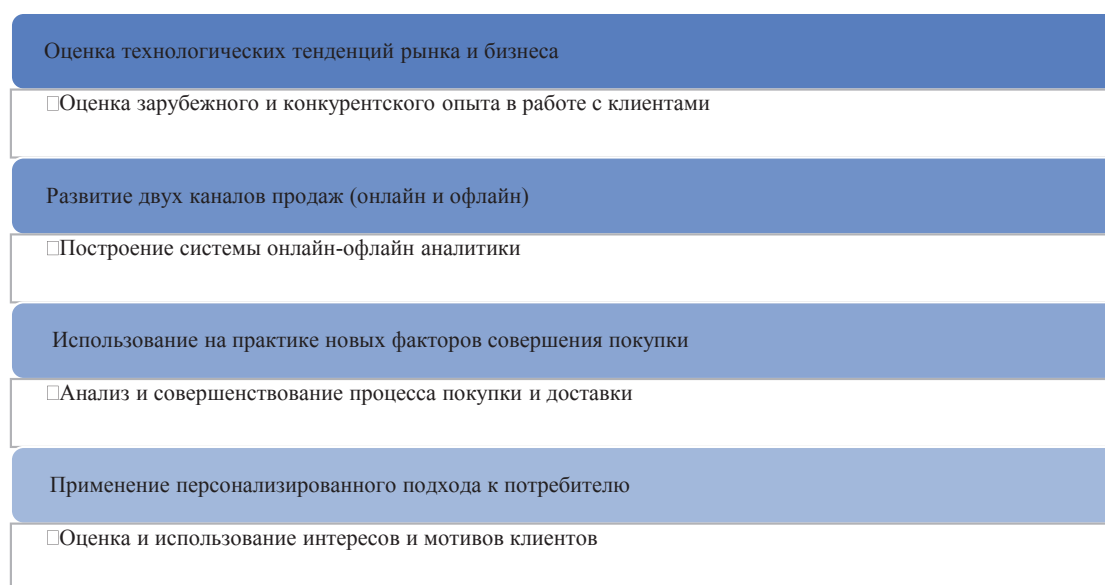 Оценка технологических тенденций рынка и бизнеса
Оценка зарубежного и конкурентского опыта в работе с клиентами
Развитие двух каналов продаж (онлайн и офлайн)
Построение системы онлайн-офлайн аналитики
Использование на практике новых факторов совершения покупки
Анализ и совершенствование процесса покупки и доставки
Применение персонализированного подхода к потребителю
Оценка и использование интересов и мотивов клиентов